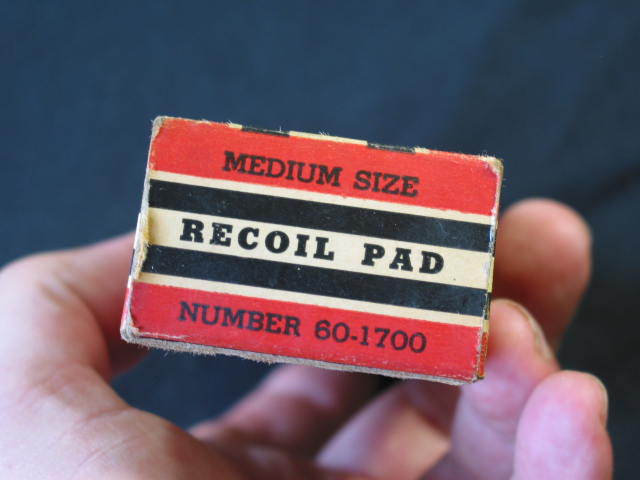 MEDIUM SIZE
RECOIL PAD
NUMBER 60-1700